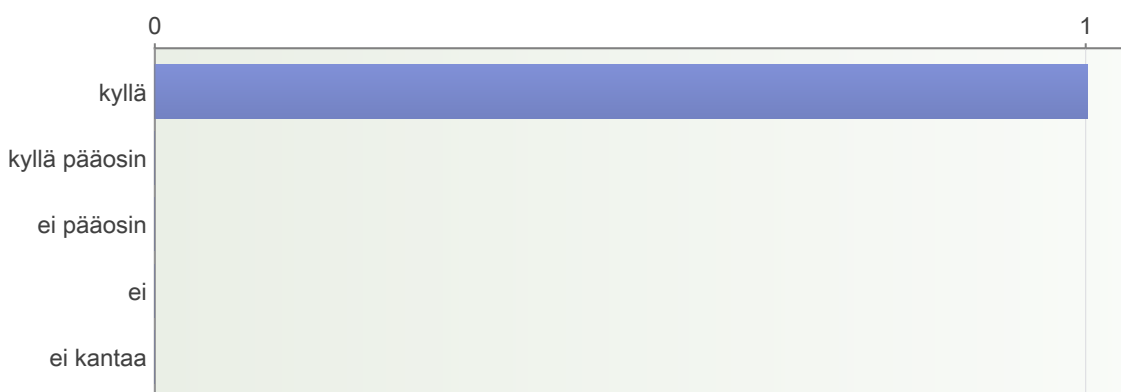 0 1
kyllä
kyllä pääosin
ei pääosin
ei
ei kantaa